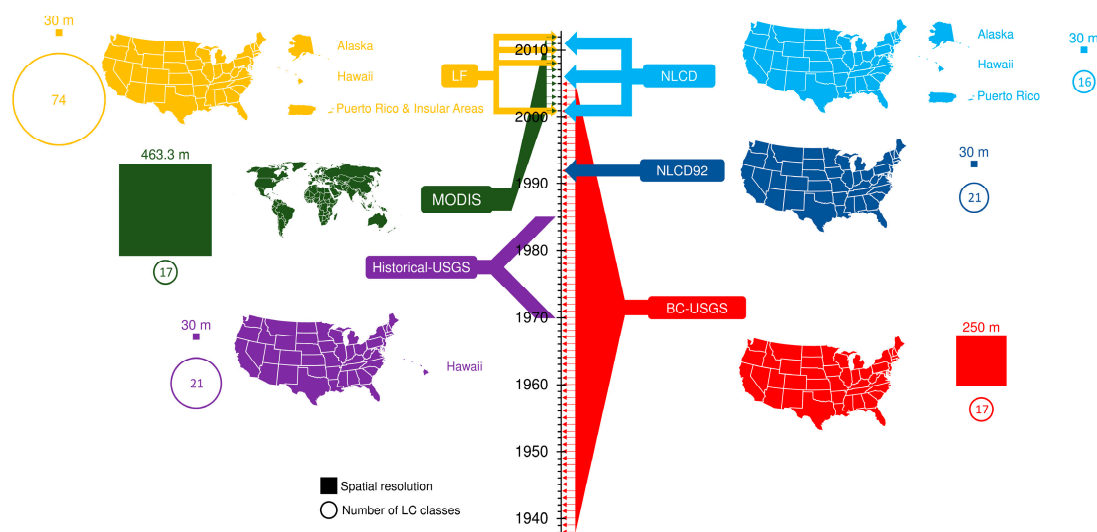 30 m
74
Alaska
Hawaii
Puerto Rico & Insular Areas
LF
NLCD
Alaska
Hawaii
Puerto Rico
30 m
16
463.3 m
17
MODIS
NLCD92
30 m
21
Historical-USGS
BC-USGS
30 m
21
Hawaii
250 m
17
2010
2000
1990
1980
1970
1960
1950
1940
Spatial resolution
Number of LC classes